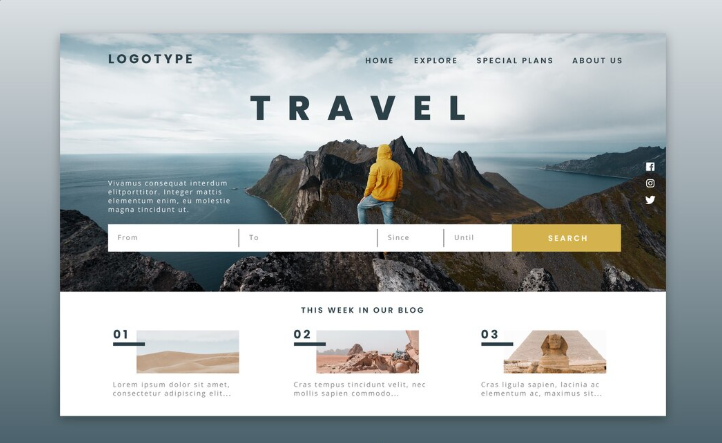 LOGOTYPE
HOME EXPLORE SPECIAL PLANS ABOUT US
TRAVEL
Vivamus consequat interdum
elitporttitor. Integer mattis
elementum enim, eu molestie
magna tincidunt ut.
From To Since Until SEARCH
THIS WEEK IN OUR BLOG
01
Lorem ipsum dolor sit amet,
consectetur adipiscing elit...
02
Cras tempus tincidunt velit, nec
mollis sapien commodo...
03
Cras ligula sapien, lacinia ac
elementum ac, maximus sit...